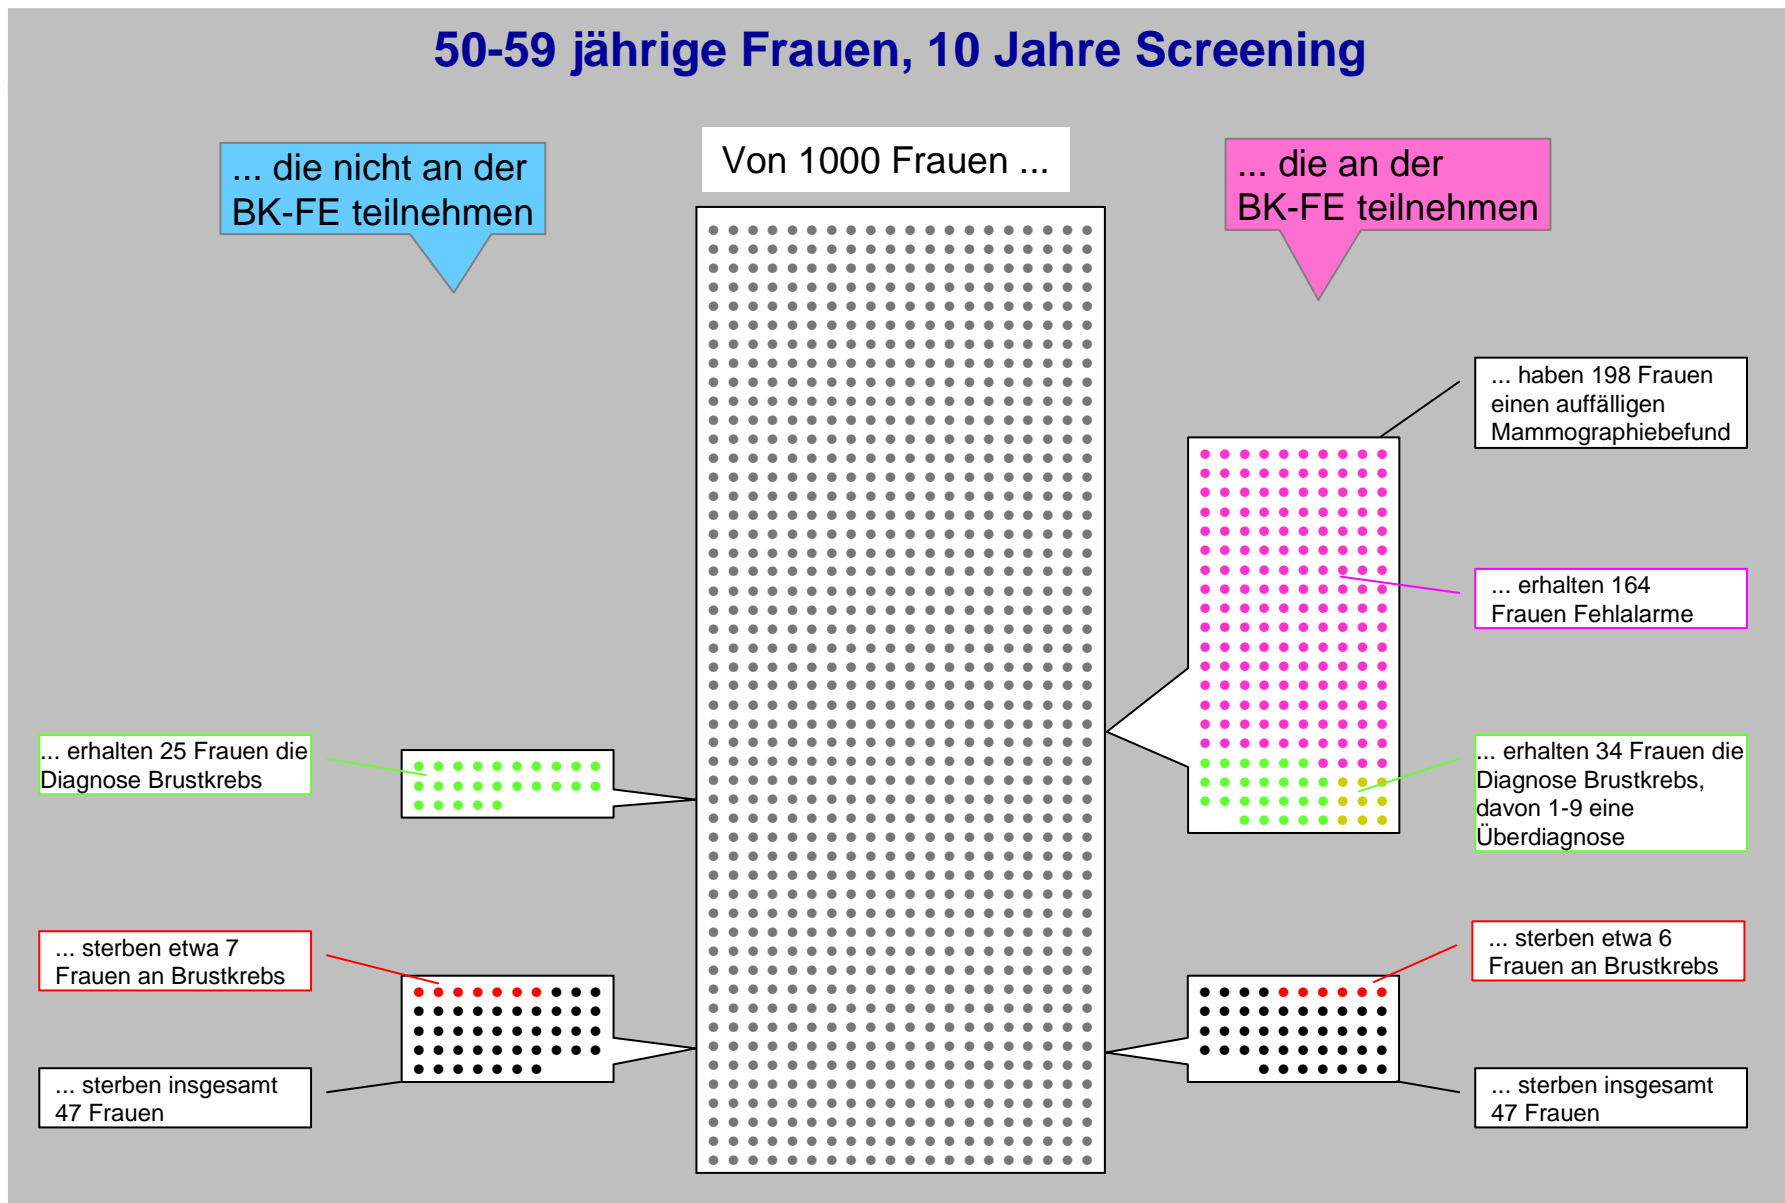 50-59 jährige Frauen, 10 Jahre Screening
... die nicht an der
BK-FE teilnehmen
Von 1000 Frauen ...
... die an der
BK-FE teilnehmen
... haben 198 Frauen
einen auffälligen
Mammographiebefund
... erhalten 164
Frauen Fehlalarme
... erhalten 25 Frauen die
Diagnose Brustkrebs
... erhalten 34 Frauen die
Diagnose Brustkrebs,
davon 1-9 eine
Überdiagnose
... sterben etwa 7
Frauen an Brustkrebs
... sterben etwa 6
Frauen an Brustkrebs
... sterben insgesamt
47 Frauen
... sterben insgesamt
47 Frauen